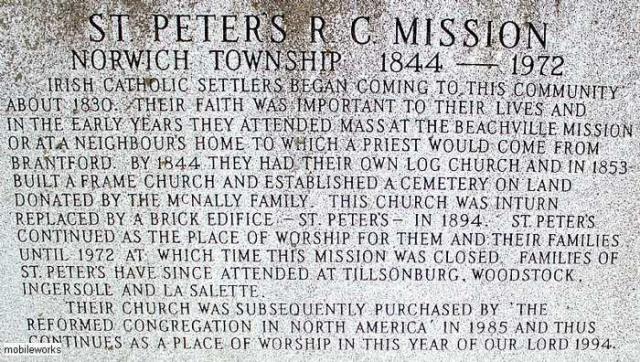 ST. PETERS R C. MISSION
NORWICH TOWNSHIP 1844 — 1972
IRISH CATHOLIC SETTLERS BEGAN COMING TO THIS COMMUNITY
ABOUT 1830. THEIR FAITH WAS IMPORTANT TO THEIR LIVES AND
IN THE EARLY YEARS THEY ATTENDED MASS AT THE BEACHVILLE MISSION
OR AT A NEIGHBOUR'S HOME TO WHICH A PRIEST WOULD COME FROM
BRANTFORD. BY 1844 THEY HAD THEIR OWN LOG CHURCH AND IN 1853
BUILT A FRAME CHURCH AND ESTABLISHED A CEMETERY ON LAND
DONATED BY THE McNALLY FAMILY. THIS CHURCH WAS INTURN
REPLACED BY A BRICK EDIFICE - ST. PETER'S - IN 1894. ST. PETER'S
CONTINUED AS THE PLACE OF WORSHIP FOR THEM AND THEIR FAMILIES
UNTIL 1972 AT WHICH TIME THIS MISSION WAS CLOSED. FAMILIES OF
ST. PETER'S HAVE SINCE ATTENDED AT TILLSONBURG, WOODSTOCK,
INGERSOLL AND LA SALETTE.
THEIR CHURCH WAS SUBSEQUENTLY PURCHASED BY 'THE
REFORMED CONGREGATION IN NORTH AMERICA' IN 1985 AND THUS
CONTINUES AS A PLACE OF WORSHIP IN THIS YEAR OF OUR LORD 1994.
mobileworks